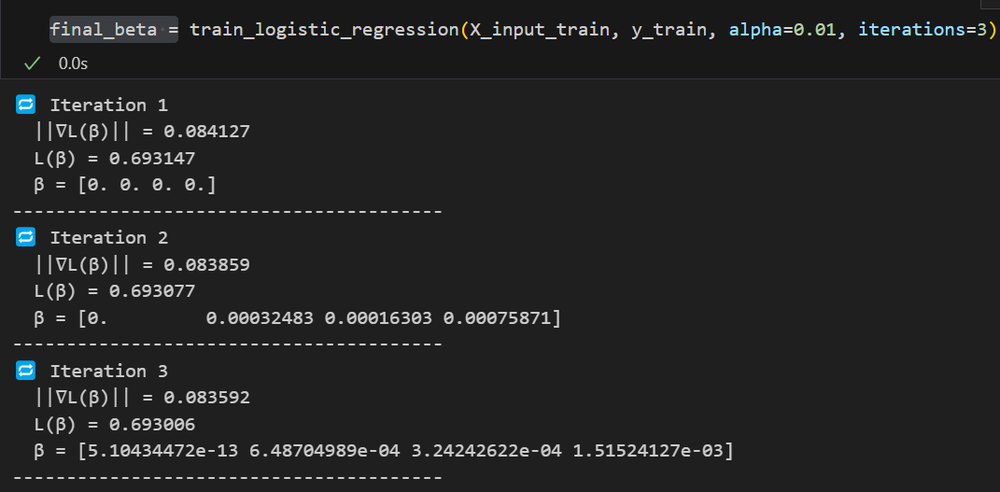 final_beta = train_logistic_regression(X_input_train, y_train, alpha=0.01, iterations=3)
✓ 0.0s
🔁 Iteration 1
||∇L(β)|| = 0.084127
L(β) = 0.693147
β = [0. 0. 0. 0.]
----------------------------------------
🔁 Iteration 2
||∇L(β)|| = 0.083859
L(β) = 0.693077
β = [0.         0.00032483 0.00016303 0.00075871]
----------------------------------------
🔁 Iteration 3
||∇L(β)|| = 0.083592
L(β) = 0.693006
β = [5.10434472e-13 6.48704989e-04 3.24242622e-04 1.51524127e-03]
----------------------------------------